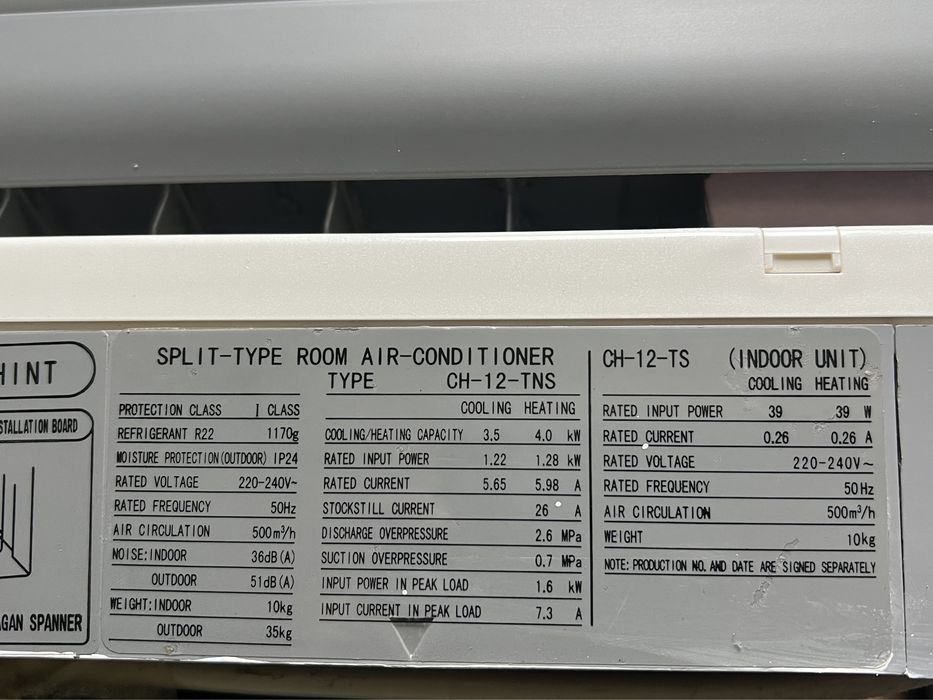 HINT
STALLATION BOARD
AGAN SPANNER
SPLIT-TYPE ROOM AIR-CONDITIONER
TYPE CH-12-TNS
PROTECTION CLASS I CLASS
REFRIGERANT R22 1170g
MOISTURE PROTECTION(OUTDOOR) IP24
RATED VOLTAGE 220-240V~
RATED FREQUENCY 50Hz
AIR CIRCULATION 500m³/h
NOISE:INDOOR 36dB(A)
OUTDOOR 51dB(A)
WEIGHT:INDOOR 10kg
OUTDOOR 35kg
COOLING HEATING
COOLING/HEATING CAPACITY 3.5 4.0 kW
RATED INPUT POWER 1.22 1.28 kW
RATED CURRENT 5.65 5.98 A
STOCKSTILL CURRENT 26 A
DISCHARGE OVERPRESSURE 2.6 MPa
SUCTION OVERPRESSURE 0.7 MPa
INPUT POWER IN PEAK LOAD 1.6 kW
INPUT CURRENT IN PEAK LOAD 7.3 A
CH-12-TS (INDOOR UNIT)
COOLING HEATING
RATED INPUT POWER 39 39 W
RATED CURRENT 0.26 0.26 A
RATED VOLTAGE 220-240V~
RATED FREQUENCY 50Hz
AIR CIRCULATION 500m³/h
WEIGHT 10kg
NOTE: PRODUCTION NO. AND DATE ARE SIGNED SEPARATELY